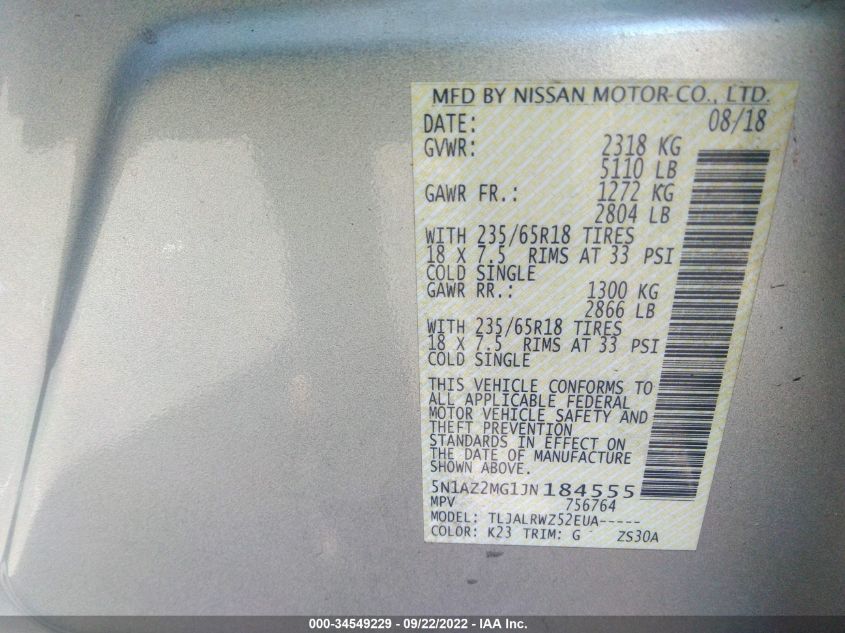 MFD BY NISSAN MOTOR CO., LTD.
DATE: 08/18
GVWR: 2318 KG
5110 LB
GAWR FR.: 1272 KG
2804 LB
WITH 235/65R18 TIRES
18 X 7.5 RIMS AT 33 PSI
COLD SINGLE
GAWR RR.: 1300 KG
2866 LB
WITH 235/65R18 TIRES
18 X 7.5 RIMS AT 33 PSI
COLD SINGLE
THIS VEHICLE CONFORMS TO
ALL APPLICABLE FEDERAL
MOTOR VEHICLE SAFETY AND
THEFT PREVENTION
STANDARDS IN EFFECT ON
THE DATE OF MANUFACTURE
SHOWN ABOVE.
5N1AZ2MG1JN184555
MPV 756764
MODEL: TLJALRWZ52EUA-----
COLOR: K23 TRIM: G ZS30A
000-34549229 - 09/22/2022 - IAA Inc.